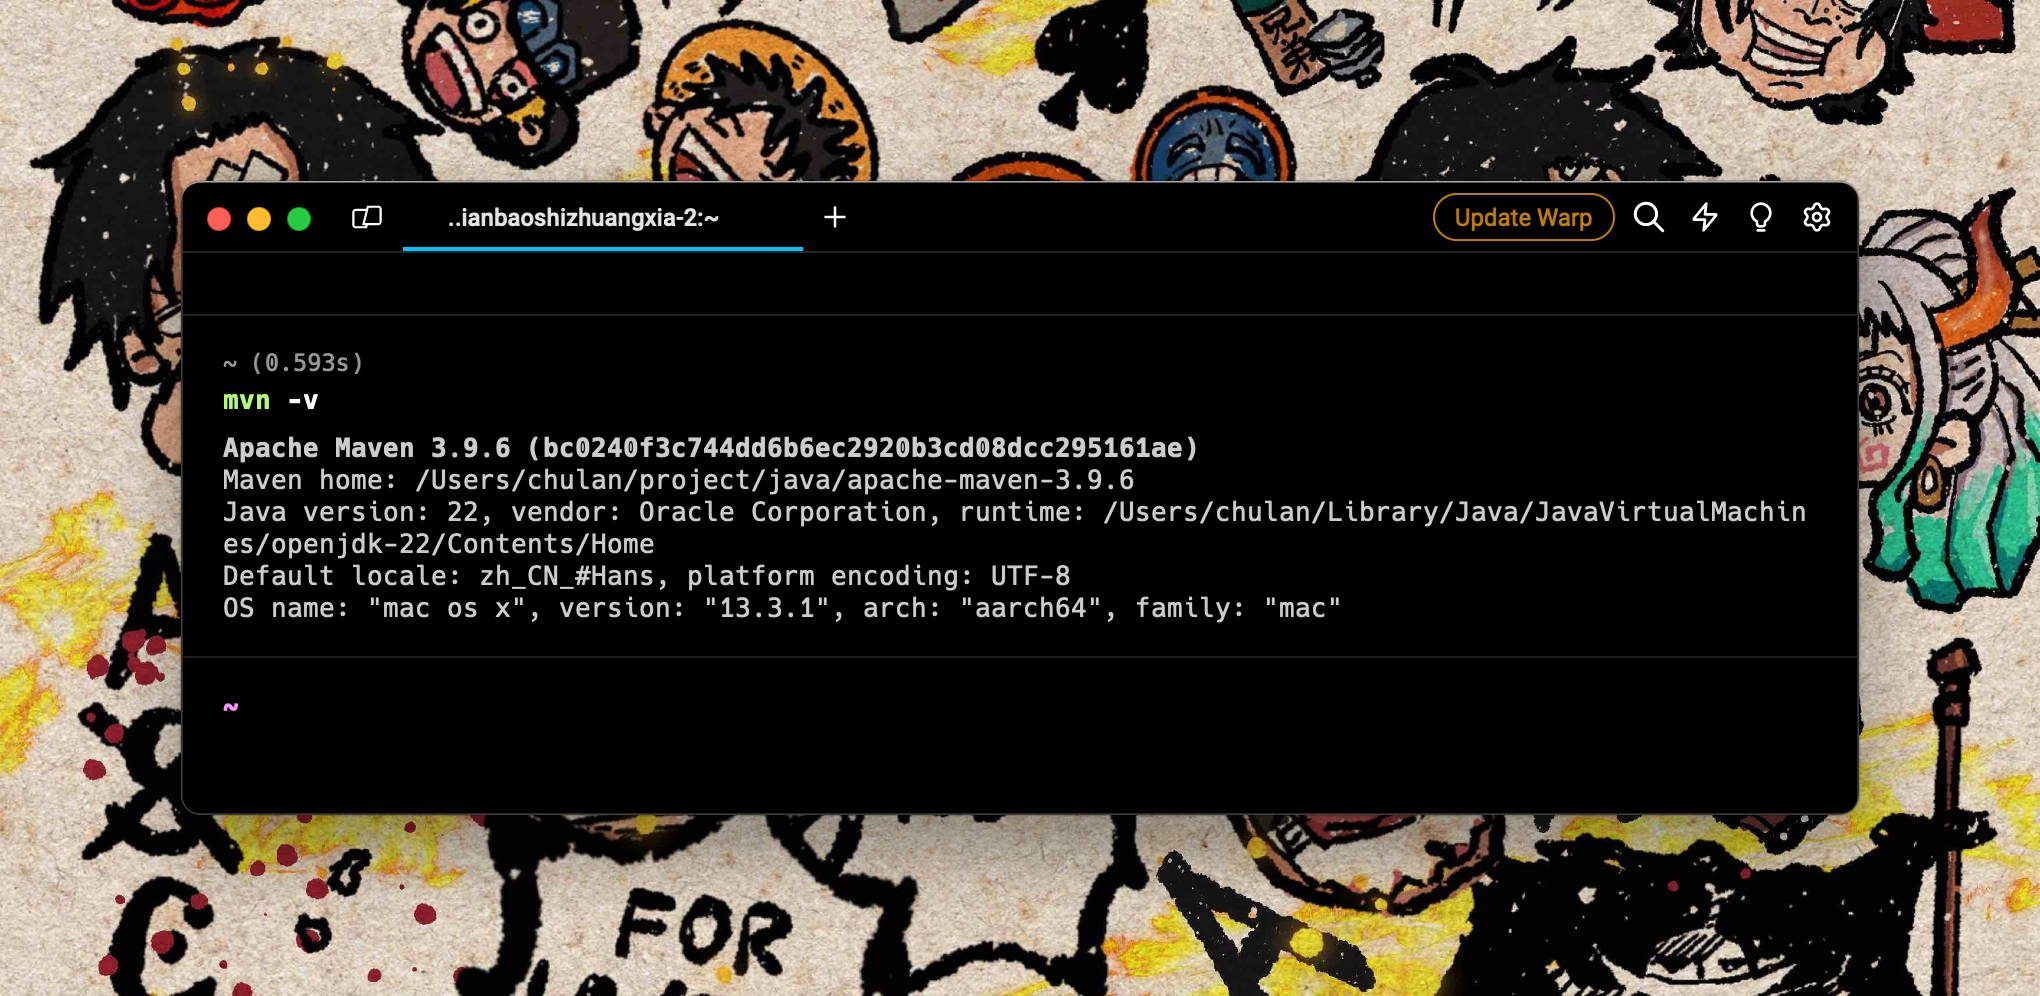 ..ianbaoshizhuangxia-2:~
Update Warp
~ (0.593s)
mvn -v
Apache Maven 3.9.6 (bc0240f3c744dd6b6ec2920b3cd08dcc295161ae)
Maven home: /Users/chulan/project/java/apache-maven-3.9.6
Java version: 22, vendor: Oracle Corporation, runtime: /Users/chulan/Library/Java/JavaVirtualMachin
es/openjdk-22/Contents/Home
Default locale: zh_CN_#Hans, platform encoding: UTF-8
OS name: "mac os x", version: "13.3.1", arch: "aarch64", family: "mac"
~
FOR